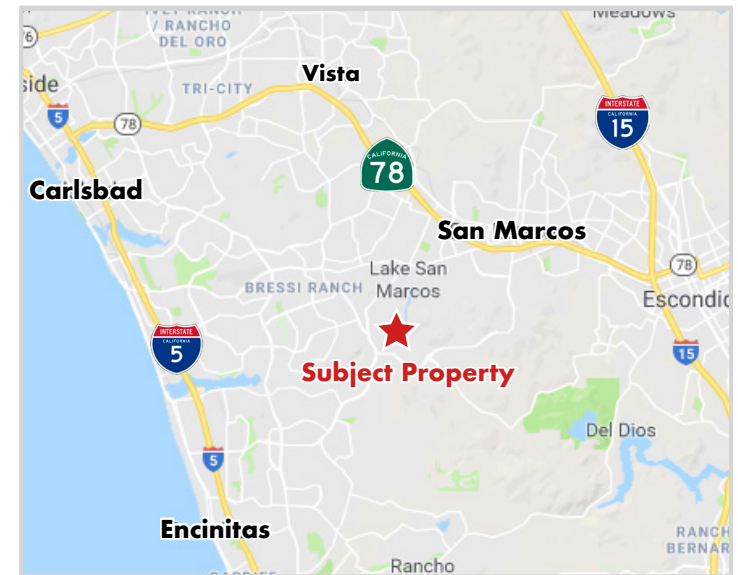 / RANCHO
DEL ORO
Meadows
side
Vista
TRI-CITY
5
78
INTERSTATE
CALIFORNIA
15
CALIFORNIA
78
Carlsbad
San Marcos
78
Lake San
Marcos
BRESSI RANCH
Escondid
INTERSTATE
CALIFORNIA
5
15
Subject Property
Del Dios
5
Encinitas
RANCH
BERNAR
Rancho